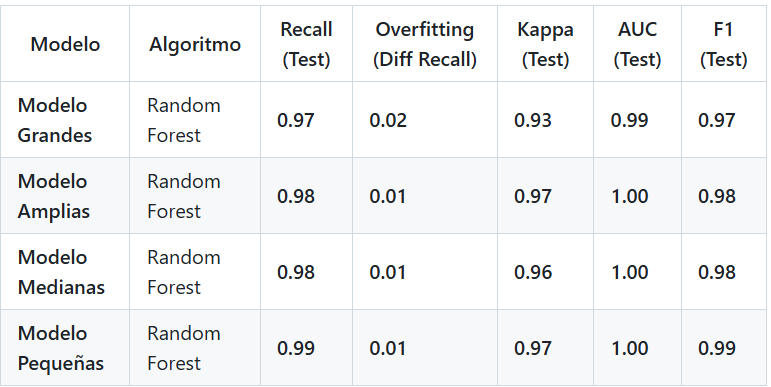 Modelo Algoritmo Recall (Test) Overfitting (Diff Recall) Kappa (Test) AUC (Test) F1 (Test)
Modelo Grandes Random Forest 0.97 0.02 0.93 0.99 0.97
Modelo Amplias Random Forest 0.98 0.01 0.97 1.00 0.98
Modelo Medianas Random Forest 0.98 0.01 0.96 1.00 0.98
Modelo Pequeñas Random Forest 0.99 0.01 0.97 1.00 0.99